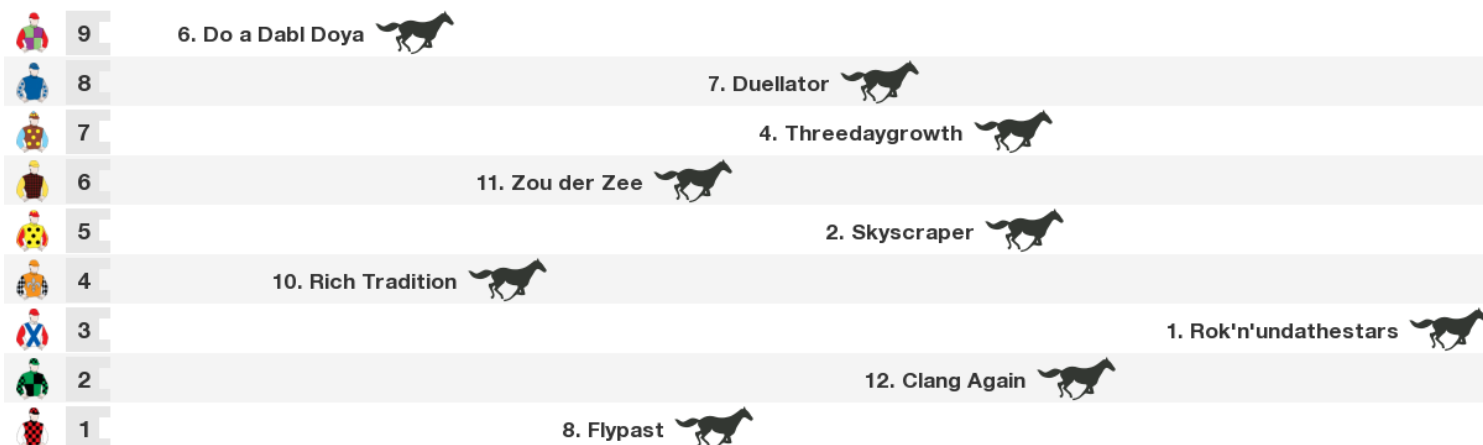 9 6. Do a Dabl Doya
8 7. Duellator
7 4. Threedaygrowth
6 11. Zou der Zee
5 2. Skyscraper
4 10. Rich Tradition
3 1. Rok'n'undathestars
2 12. Clang Again
1 8. Flypast